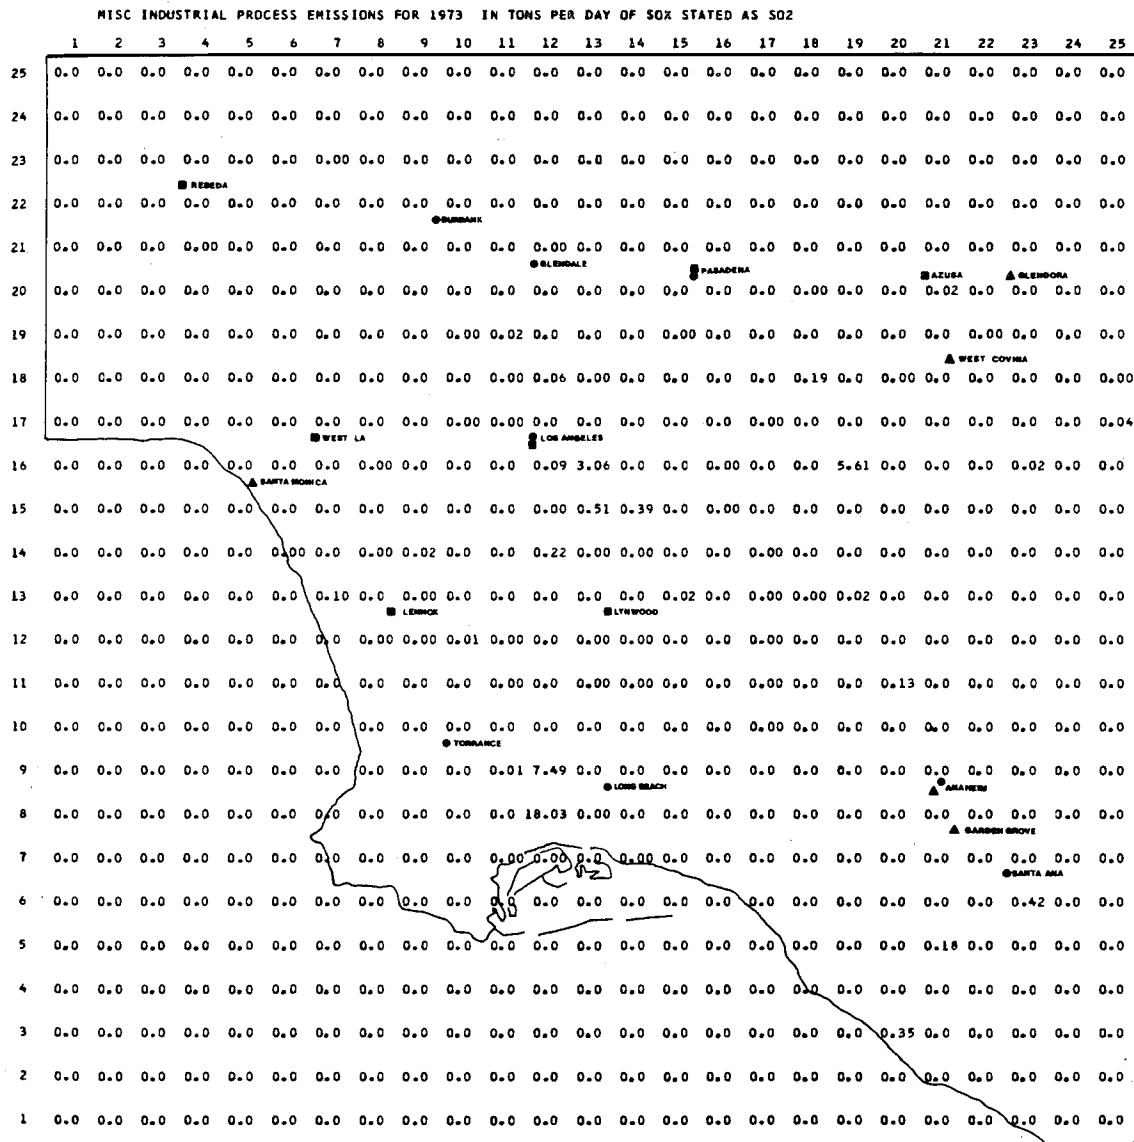 MISC INDUSTRIAL PROCESS EMISSIONS FOR 1973 IN TONS PER DAY OF SOX STATED AS SO2
1 2 3 4 5 6 7 8 9 10 11 12 13 14 15 16 17 18 19 20 21 22 23 24 25
25 0.0 0.0 0.0 0.0 0.0 0.0 0.0 0.0 0.0 0.0 0.0 0.0 0.0 0.0 0.0 0.0 0.0 0.0 0.0 0.0 0.0 0.0 0.0 0.0 0.0
24 0.0 0.0 0.0 0.0 0.0 0.0 0.0 0.0 0.0 0.0 0.0 0.0 0.0 0.0 0.0 0.0 0.0 0.0 0.0 0.0 0.0 0.0 0.0 0.0 0.0
23 0.0 0.0 0.0 0.0 0.0 0.0 0.00 0.0 0.0 0.0 0.0 0.0 0.0 0.0 0.0 0.0 0.0 0.0 0.0 0.0 0.0 0.0 0.0 0.0 0.0
RESEDA
22 0.0 0.0 0.0 0.0 0.0 0.0 0.0 0.0 0.0 0.0 0.0 0.0 0.0 0.0 0.0 0.0 0.0 0.0 0.0 0.0 0.0 0.0 0.0 0.0 0.0
BURBANK
21 0.0 0.0 0.0 0.00 0.0 0.0 0.0 0.0 0.0 0.0 0.0 0.00 0.0 0.0 0.0 0.0 0.0 0.0 0.0 0.0 0.0 0.0 0.0 0.0 0.0
GLENDALE PASADENA AZUSA GLENDORA
20 0.0 0.0 0.0 0.0 0.0 0.0 0.0 0.0 0.0 0.0 0.0 0.0 0.0 0.0 0.0 0.0 0.0 0.00 0.0 0.0 0.02 0.0 0.0 0.0 0.0
19 0.0 0.0 0.0 0.0 0.0 0.0 0.0 0.0 0.0 0.00 0.02 0.0 0.0 0.0 0.00 0.0 0.0 0.0 0.0 0.0 0.0 0.00 0.0 0.0 0.0
WEST COVINA
18 0.0 0.0 0.0 0.0 0.0 0.0 0.0 0.0 0.0 0.0 0.00 0.06 0.00 0.0 0.0 0.0 0.0 0.19 0.0 0.00 0.0 0.0 0.0 0.0 0.00
17 0.0 0.0 0.0 0.0 0.0 0.0 0.0 0.0 0.0 0.00 0.00 0.0 0.0 0.0 0.0 0.0 0.0 0.0 0.0 0.0 0.0 0.0 0.0 0.0 0.04
WEST LA LOS ANGELES
16 0.0 0.0 0.0 0.0 0.0 0.0 0.0 0.00 0.0 0.0 0.0 0.09 3.06 0.0 0.0 0.00 0.0 0.0 5.61 0.0 0.0 0.0 0.02 0.0 0.0
SANTA MONICA
15 0.0 0.0 0.0 0.0 0.0 0.0 0.0 0.0 0.0 0.0 0.0 0.00 0.51 0.39 0.0 0.00 0.0 0.0 0.0 0.0 0.0 0.0 0.0 0.0 0.0
14 0.0 0.0 0.0 0.0 0.0 0.00 0.0 0.00 0.02 0.0 0.0 0.22 0.00 0.00 0.0 0.0 0.00 0.0 0.0 0.0 0.0 0.0 0.0 0.0 0.0
13 0.0 0.0 0.0 0.0 0.0 0.0 0.10 0.0 0.00 0.0 0.0 0.0 0.0 0.0 0.02 0.0 0.00 0.00 0.02 0.0 0.0 0.0 0.0 0.0 0.0
LENNOX LYNWOOD
12 0.0 0.0 0.0 0.0 0.0 0.0 0.0 0.00 0.00 0.01 0.00 0.0 0.00 0.00 0.0 0.0 0.00 0.0 0.0 0.0 0.0 0.0 0.0 0.0 0.0
11 0.0 0.0 0.0 0.0 0.0 0.0 0.0 0.0 0.0 0.0 0.00 0.0 0.00 0.00 0.0 0.0 0.00 0.0 0.0 0.13 0.0 0.0 0.0 0.0 0.0
10 0.0 0.0 0.0 0.0 0.0 0.0 0.0 0.0 0.0 0.0 0.0 0.0 0.0 0.0 0.0 0.0 0.00 0.0 0.0 0.0 0.0 0.0 0.0 0.0 0.0
TORRANCE
9 0.0 0.0 0.0 0.0 0.0 0.0 0.0 0.0 0.0 0.0 0.01 7.49 0.0 0.0 0.0 0.0 0.0 0.0 0.0 0.0 0.0 0.0 0.0 0.0 0.0
LONG BEACH ANAHEIM
8 0.0 0.0 0.0 0.0 0.0 0.0 0.0 0.0 0.0 0.0 0.0 18.03 0.00 0.0 0.0 0.0 0.0 0.0 0.0 0.0 0.0 0.0 0.0 0.0 0.0
GARDEN GROVE
7 0.0 0.0 0.0 0.0 0.0 0.0 0.0 0.0 0.0 0.0 0.00 0.00 0.0 0.00 0.0 0.0 0.0 0.0 0.0 0.0 0.0 0.0 0.0 0.0 0.0
SANTA ANA
6 0.0 0.0 0.0 0.0 0.0 0.0 0.0 0.0 0.0 0.0 0.0 0.0 0.0 0.0 0.0 0.0 0.0 0.0 0.0 0.0 0.0 0.0 0.42 0.0 0.0
5 0.0 0.0 0.0 0.0 0.0 0.0 0.0 0.0 0.0 0.0 0.0 0.0 0.0 0.0 0.0 0.0 0.0 0.0 0.0 0.0 0.18 0.0 0.0 0.0 0.0
4 0.0 0.0 0.0 0.0 0.0 0.0 0.0 0.0 0.0 0.0 0.0 0.0 0.0 0.0 0.0 0.0 0.0 0.0 0.0 0.0 0.0 0.0 0.0 0.0 0.0
3 0.0 0.0 0.0 0.0 0.0 0.0 0.0 0.0 0.0 0.0 0.0 0.0 0.0 0.0 0.0 0.0 0.0 0.0 0.0 0.35 0.0 0.0 0.0 0.0 0.0
2 0.0 0.0 0.0 0.0 0.0 0.0 0.0 0.0 0.0 0.0 0.0 0.0 0.0 0.0 0.0 0.0 0.0 0.0 0.0 0.0 0.0 0.0 0.0 0.0 0.0
1 0.0 0.0 0.0 0.0 0.0 0.0 0.0 0.0 0.0 0.0 0.0 0.0 0.0 0.0 0.0 0.0 0.0 0.0 0.0 0.0 0.0 0.0 0.0 0.0 0.0